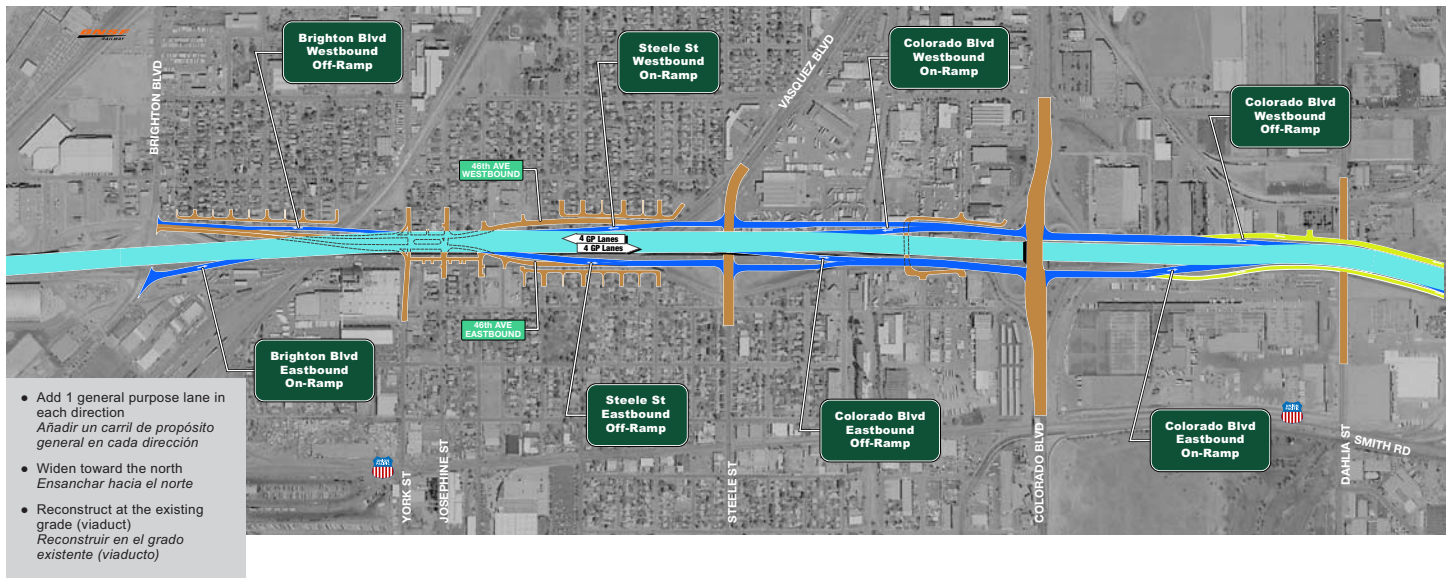 BNSF
RAILWAY
BRIGHTON BLVD
Brighton Blvd
Westbound
Off-Ramp
Steele St
Westbound
On-Ramp
VASQUEZ BLVD
Colorado Blvd
Westbound
On-Ramp
Colorado Blvd
Westbound
Off-Ramp
46th AVE
WESTBOUND
4 GP Lanes
4 GP Lanes
46th AVE
EASTBOUND
Brighton Blvd
Eastbound
On-Ramp
Steele St
Eastbound
Off-Ramp
Colorado Blvd
Eastbound
Off-Ramp
Colorado Blvd
Eastbound
On-Ramp
YORK ST
JOSEPHINE ST
STEELE ST
COLORADO BLVD
DAHLIA ST
SMITH RD
● Add 1 general purpose lane in
each direction
Añadir un carril de propósito
general en cada dirección
● Widen toward the north
Ensanchar hacia el norte
● Reconstruct at the existing
grade (viaduct)
Reconstruir en el grado
existente (viaducto)